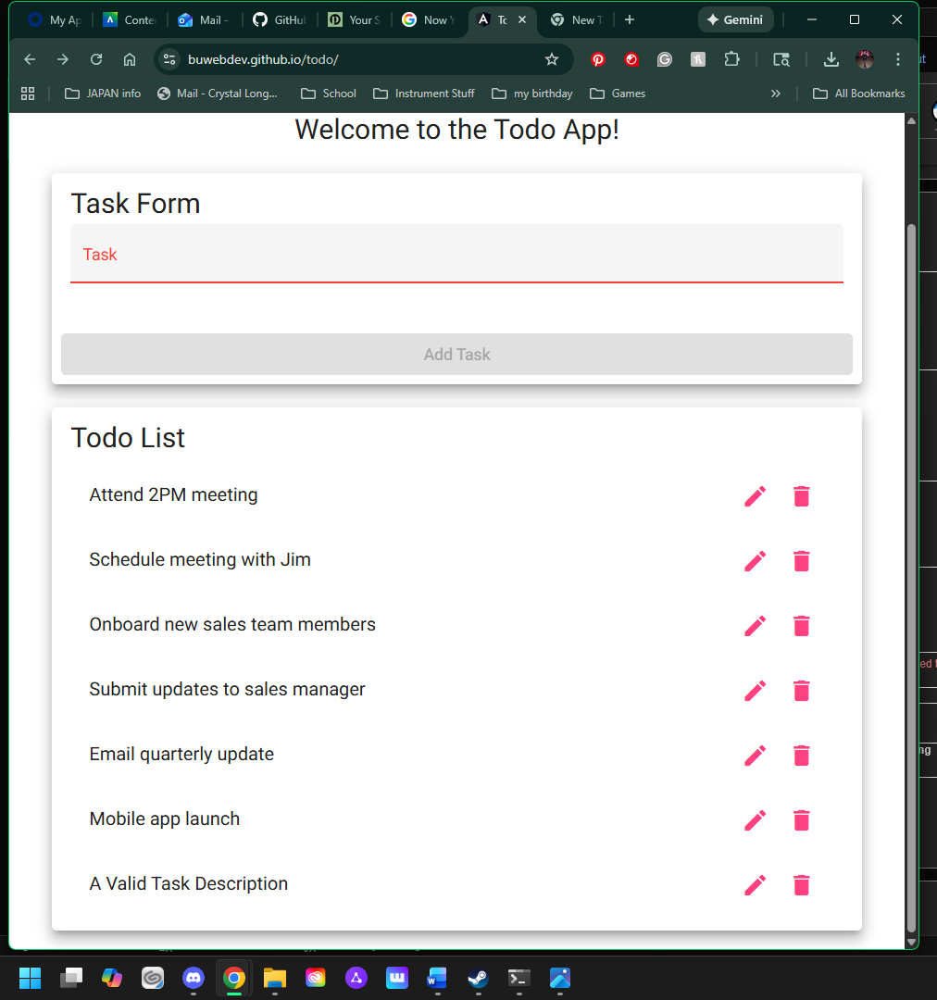 My Ap
Conte
Mail -
GitHu
Your S
Now Y
To
New T
Gemini
buwebdev.github.io/todo/
JAPAN info
Mail - Crystal Long...
School
Instrument Stuff
my birthday
Games
All Bookmarks
Welcome to the Todo App!
Task Form
Task
Add Task
Todo List
Attend 2PM meeting
Schedule meeting with Jim
Onboard new sales team members
Submit updates to sales manager
Email quarterly update
Mobile app launch
A Valid Task Description